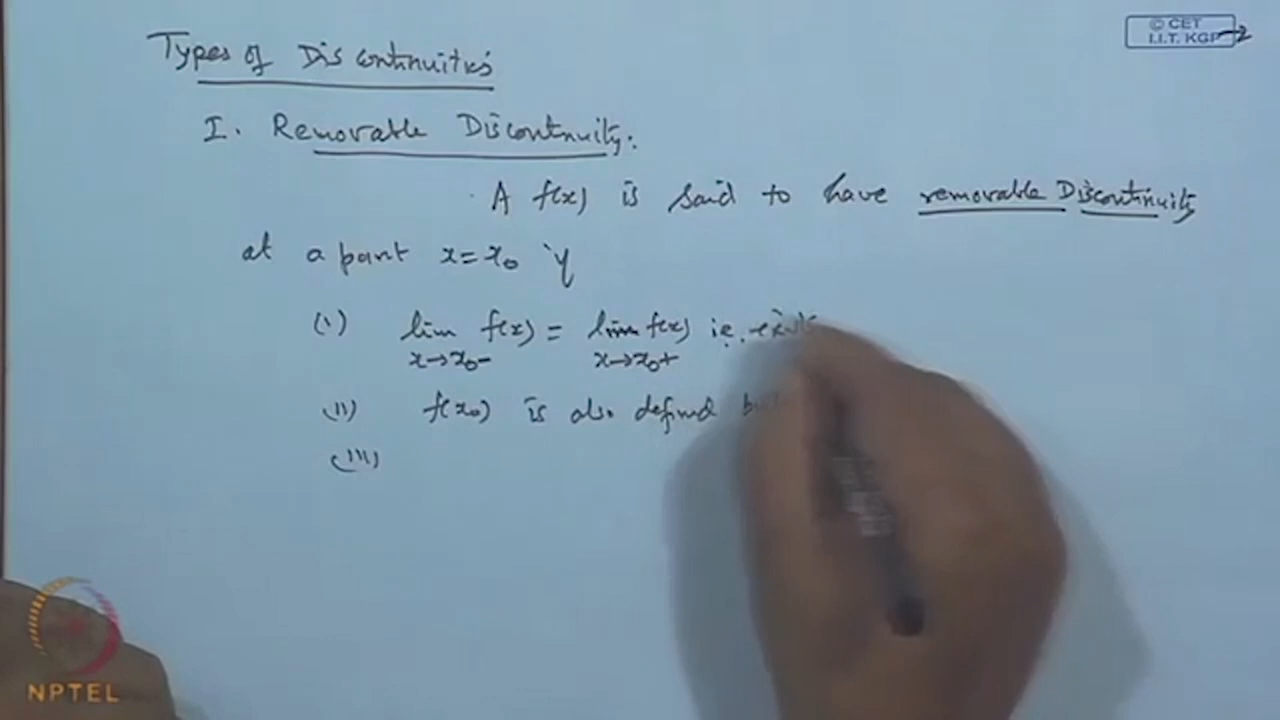 © CET
I.I.T. KGP
Types of Discontinuities
I. Removable Discontinuity.
A f(x) is said to have removable Discontinuity
at a point x = x₀ if
(i) lim f(x) = lim f(x) i.e. exists
x→x₀- x→x₀+
(ii) f(x₀) is also defined but
(iii)
NPTEL